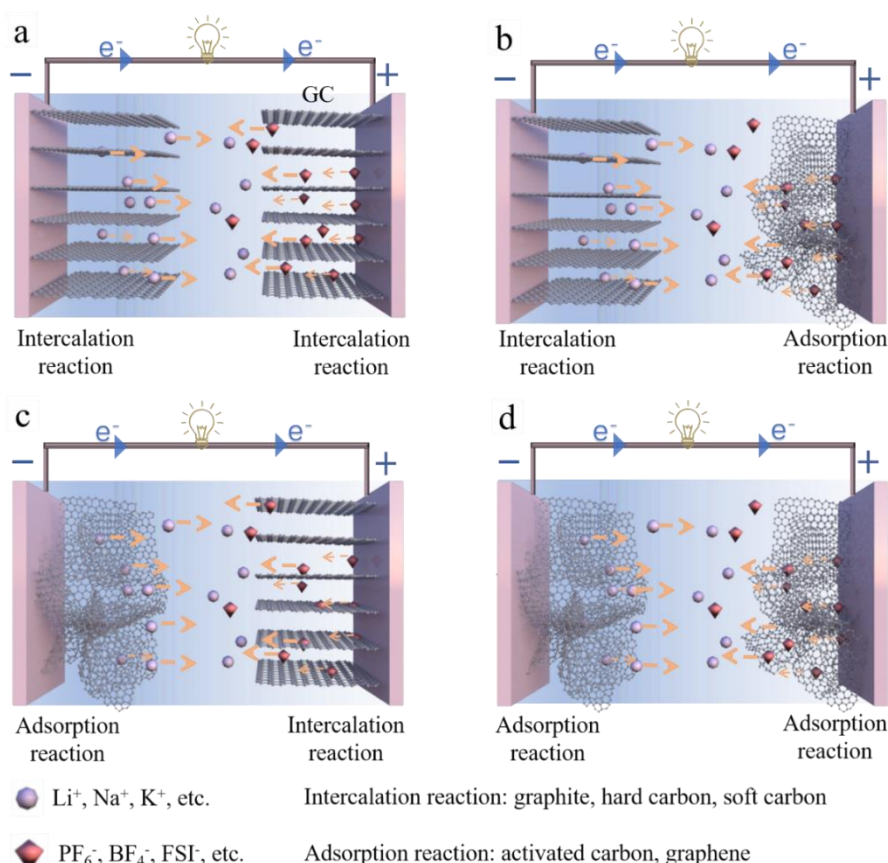 a
e⁻ e⁻
− +
GC
Intercalation reaction
Intercalation reaction
b
e⁻ e⁻
− +
Intercalation reaction
Adsorption reaction
c
e⁻ e⁻
− +
Adsorption reaction
Intercalation reaction
d
e⁻ e⁻
− +
Adsorption reaction
Adsorption reaction
Li⁺, Na⁺, K⁺, etc.
Intercalation reaction: graphite, hard carbon, soft carbon
PF₆⁻, BF₄⁻, FSI⁻, etc.
Adsorption reaction: activated carbon, graphene